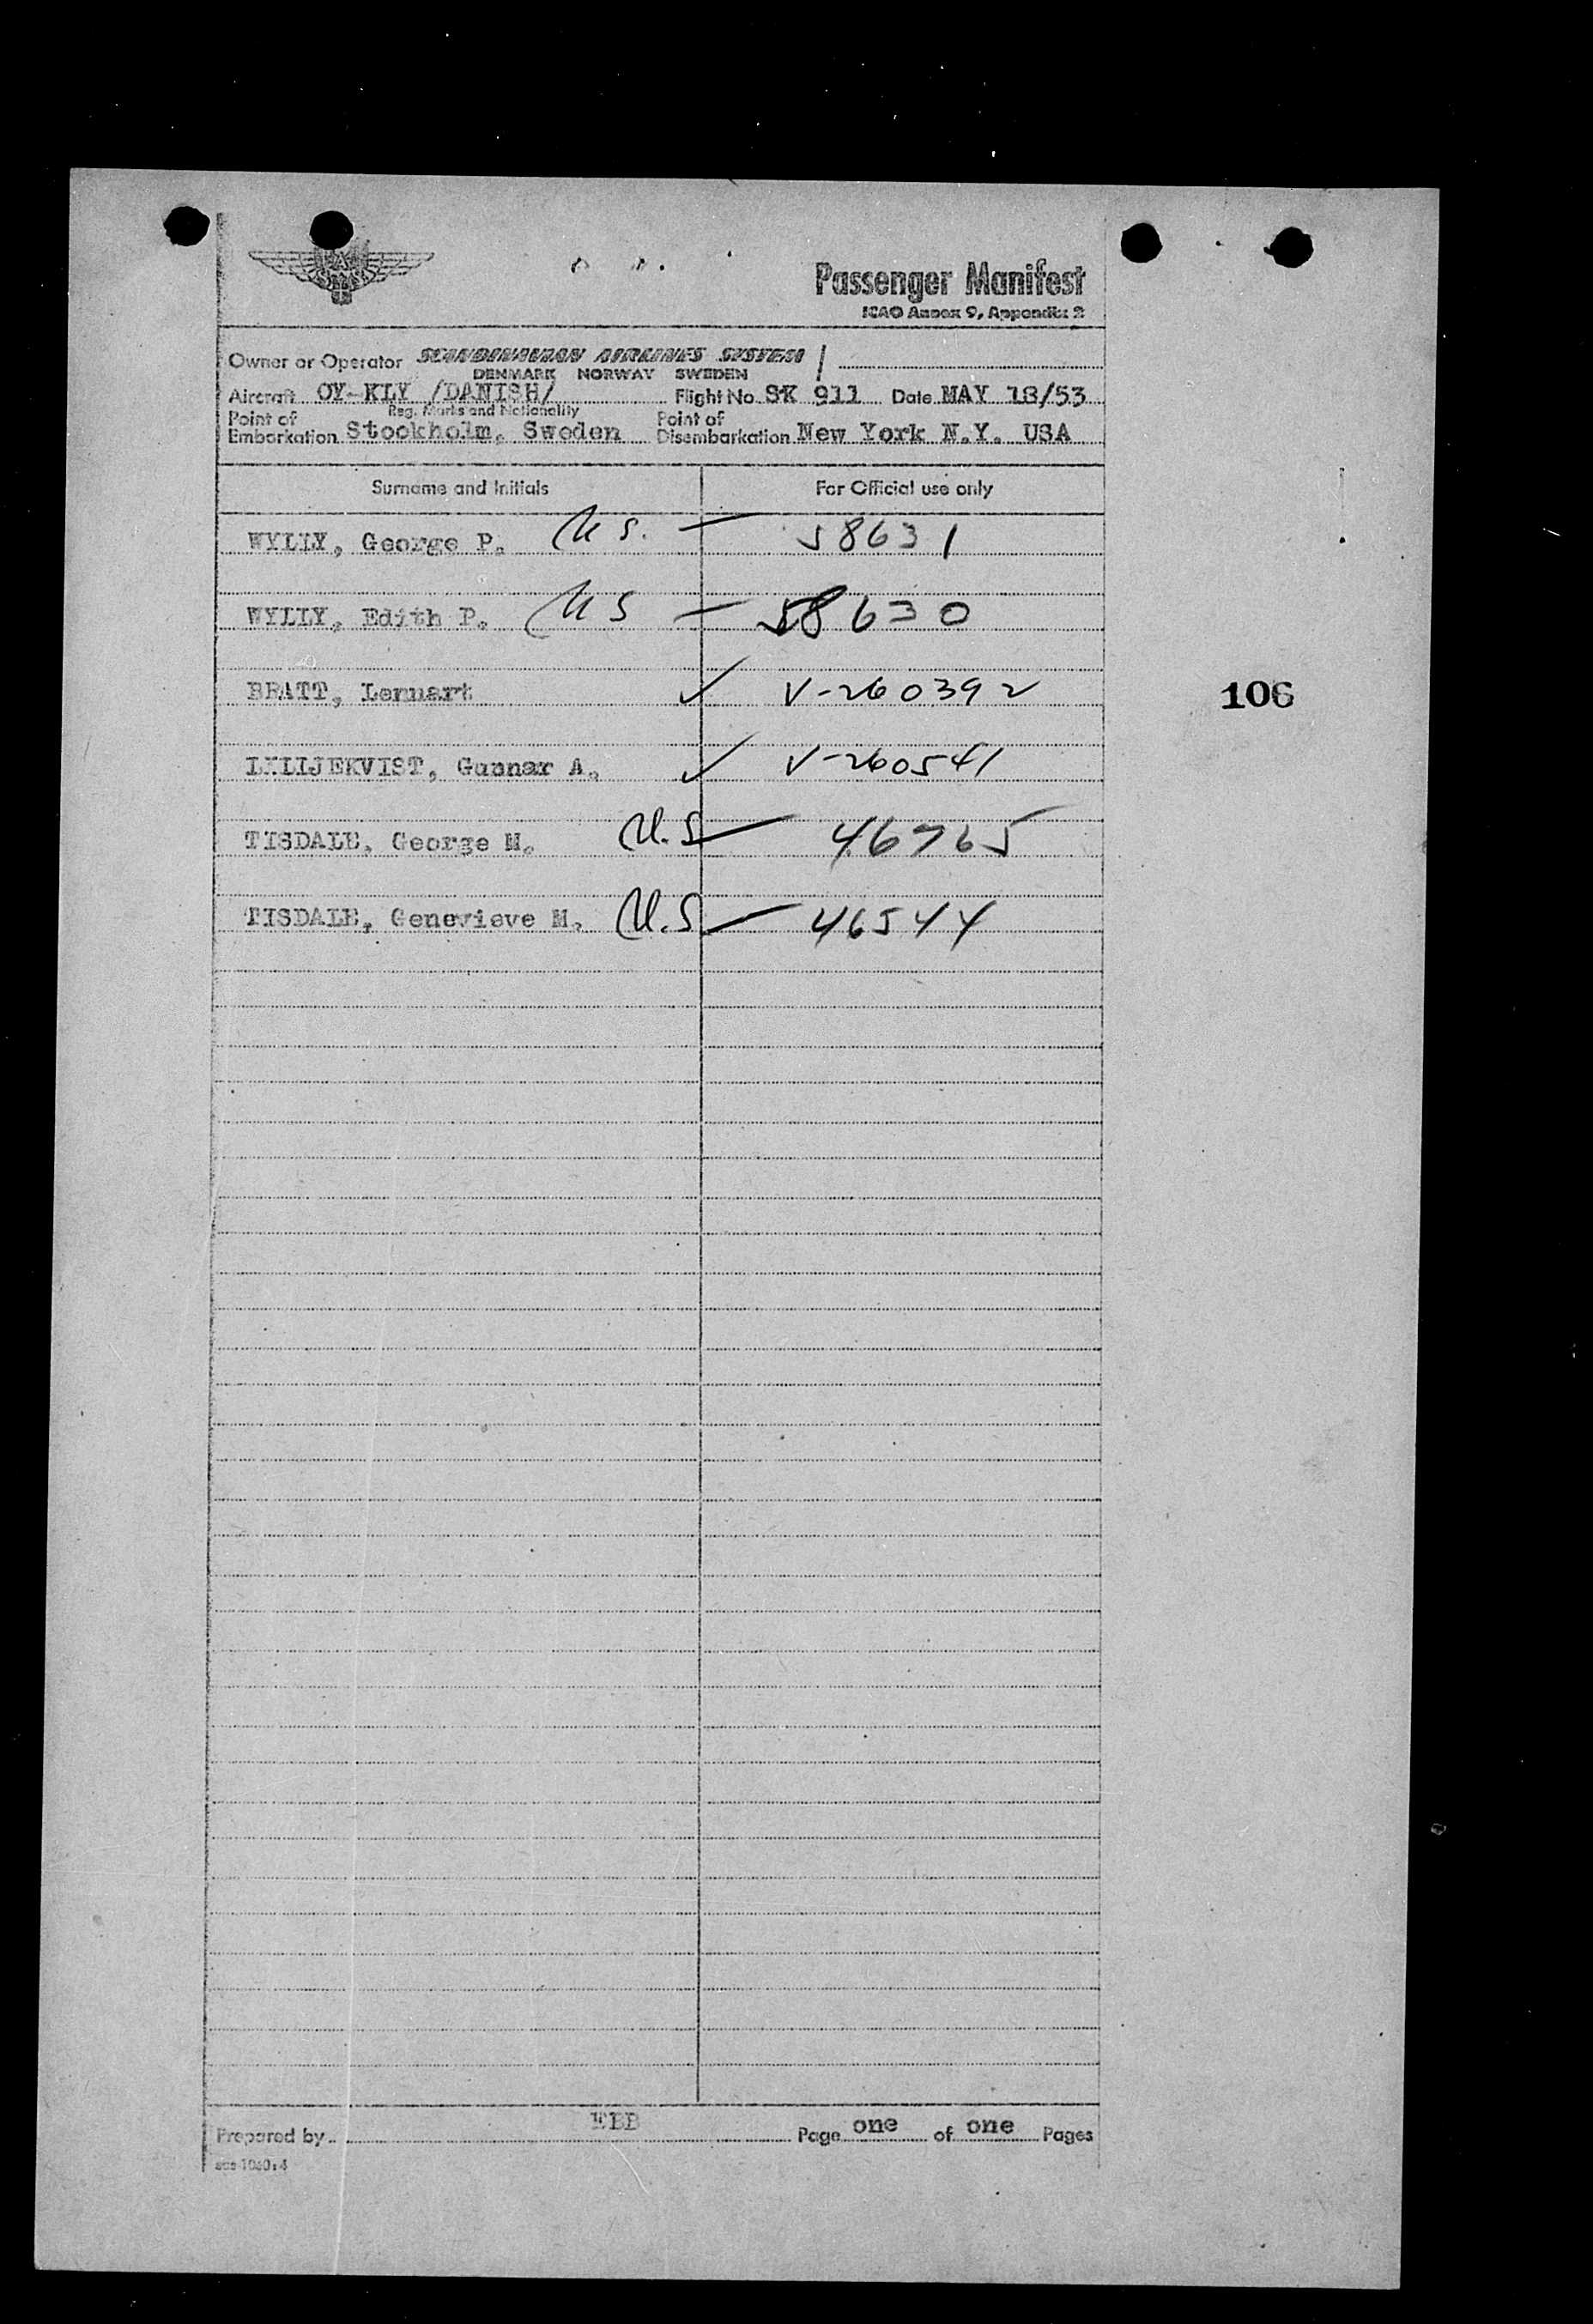 Passenger Manifest
ICAO Annex 9, Appendix 2
Owner or Operator SCANDINAVIAN AIRLINES SYSTEM /
DENMARK NORWAY SWEDEN
Aircraft OY-KLY /DANISH/ Flight No. SK 911 Date MAY 18/53
Reg. Marks and Nationality
Point of Embarkation Stockholm, Sweden Point of Disembarkation New York N.Y. USA
Surname and Initials For Official use only
WYLLY, George P. U S. — 58631
WYLLY, Edith P. U S — 58630
BRATT, Lennart ✓ V-260392
106
LILLJEKVIST, Gunnar A. ✓ V-260541
TISDALE, George M. U.S — 46765
TISDALE, Genevieve M. U.S — 46544
Prepared by EBB Page one of one Pages